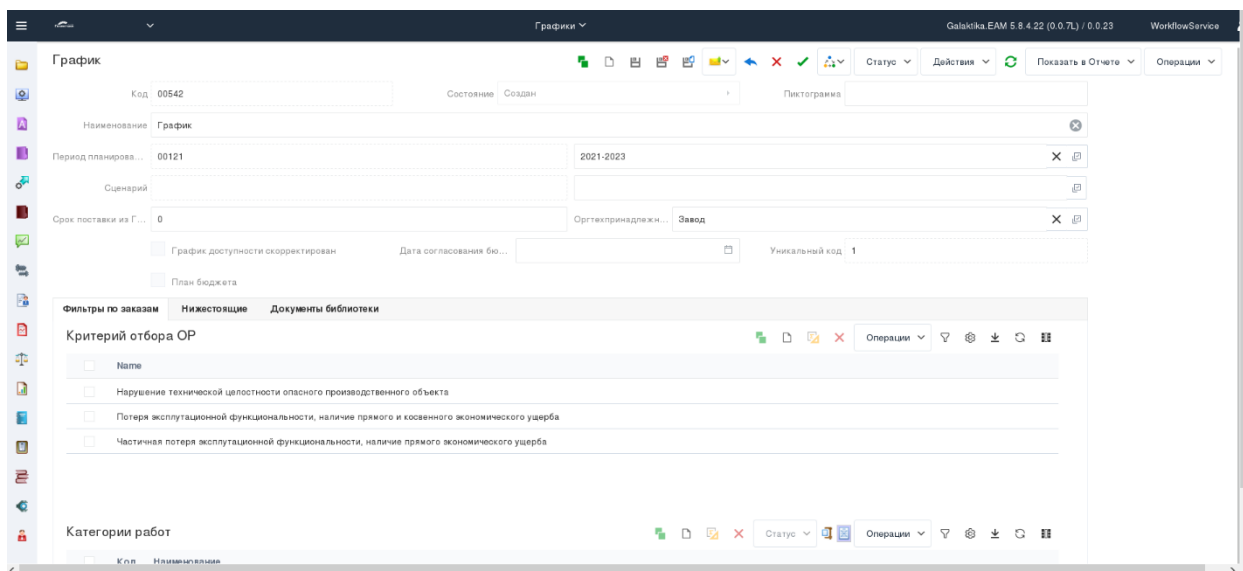 Графики
Galaktika.EAM 5.8.4.22 (0.0.7L) / 0.0.23
WorkflowService
График
Статус
Действия
Показать в Отчете
Операции
Код 00542
Состояние Создан
Пиктограмма
Наименование График
Период планирова... 00121
2021-2023
Сценарий
Срок поставки из Г... 0
Оргтехпринадлежн... Завод
График доступности скорректирован
Дата согласования бю...
Уникальный код 1
План бюджета
Фильтры по заказам
Нижестоящие
Документы библиотеки
Критерий отбора ОР
Операции
Name
Нарушение технической целостности опасного производственного объекта
Потеря эксплутационной функциональности, наличие прямого и косвенного экономического ущерба
Частичная потеря эксплутационной функциональности, наличие прямого экономического ущерба
Категории работ
Статус
Операции
Код Наименование